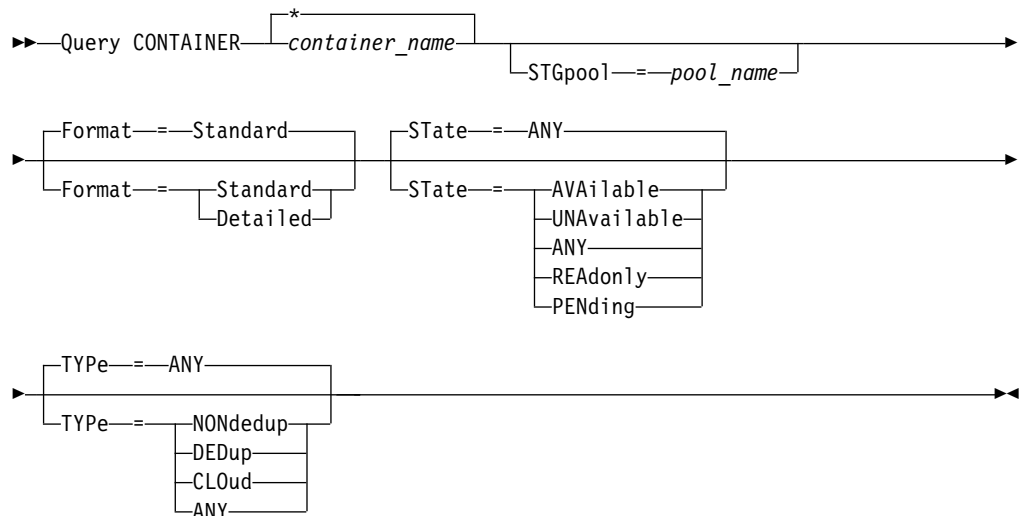 *
Query CONTAINER container_name
STGpool = pool_name
Format = Standard STate = ANY
Format = Standard STate = AVAilable
Detailed UNAvailable
ANY
REAdonly
PENding
TYPe = ANY
TYPe = NONdedup
DEDup
CLOud
ANY